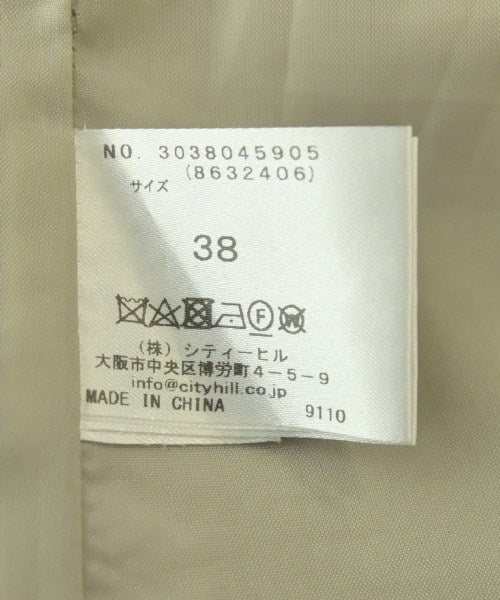 NO. 3038045905
(8632406)
サイズ
38
F W
(株) シティーヒル
大阪市中央区博労町4-5-9
info@cityhill.co.jp
MADE IN CHINA 9110